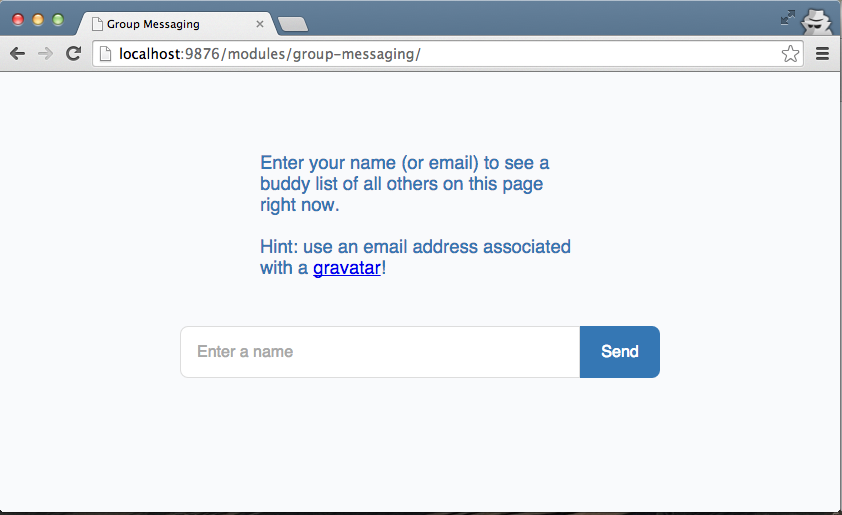 Group Messaging
localhost:9876/modules/group-messaging/
Enter your name (or email) to see a
buddy list of all others on this page
right now.
Hint: use an email address associated
with a gravatar!
Enter a name
Send